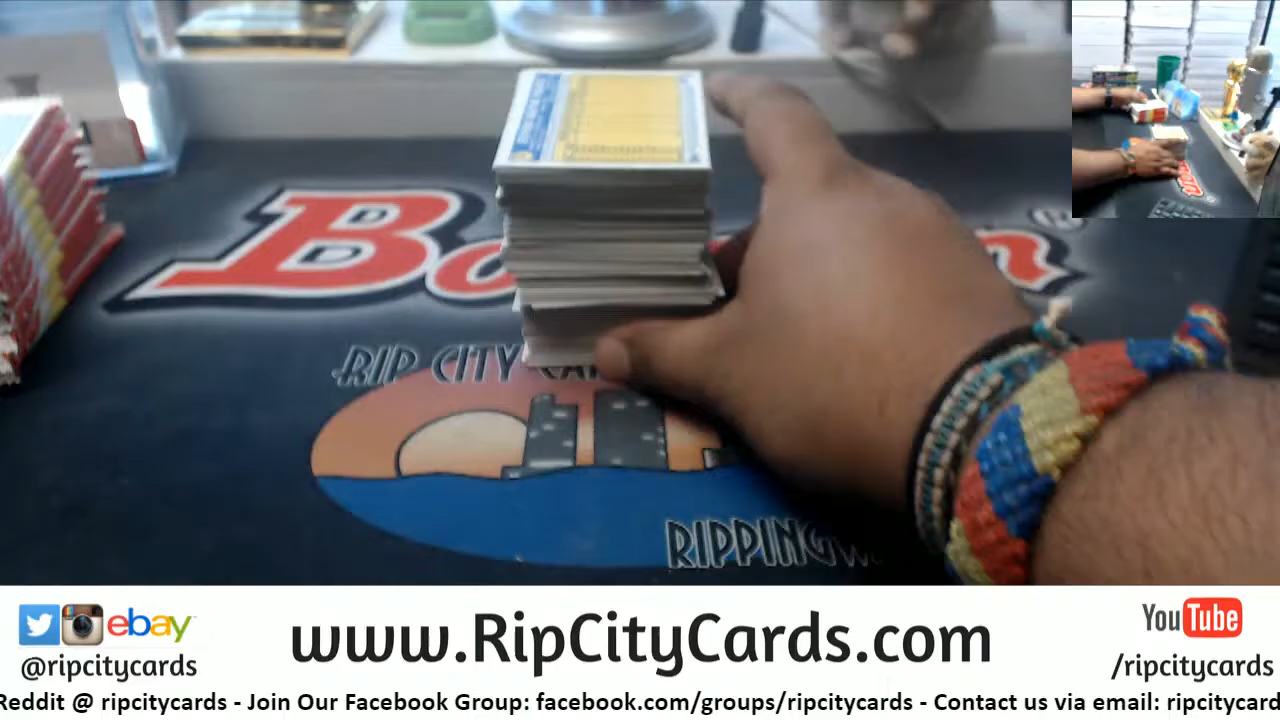 RIP CITY
RIPPING
ebay
www.RipCityCards.com
YouTube
@ripcitycards
/ripcitycards
Reddit @ ripcitycards - Join Our Facebook Group: facebook.com/groups/ripcitycards - Contact us via email: ripcitycard